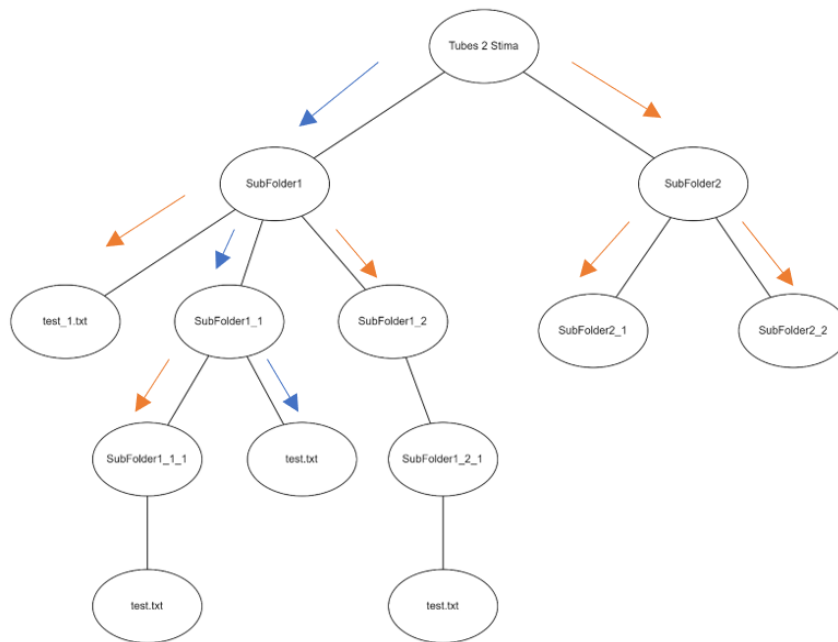 Tubes 2 Stima
SubFolder1
SubFolder2
test_1.txt
SubFolder1_1
SubFolder1_2
SubFolder2_1
SubFolder2_2
SubFolder1_1_1
test.txt
SubFolder1_2_1
test.txt
test.txt